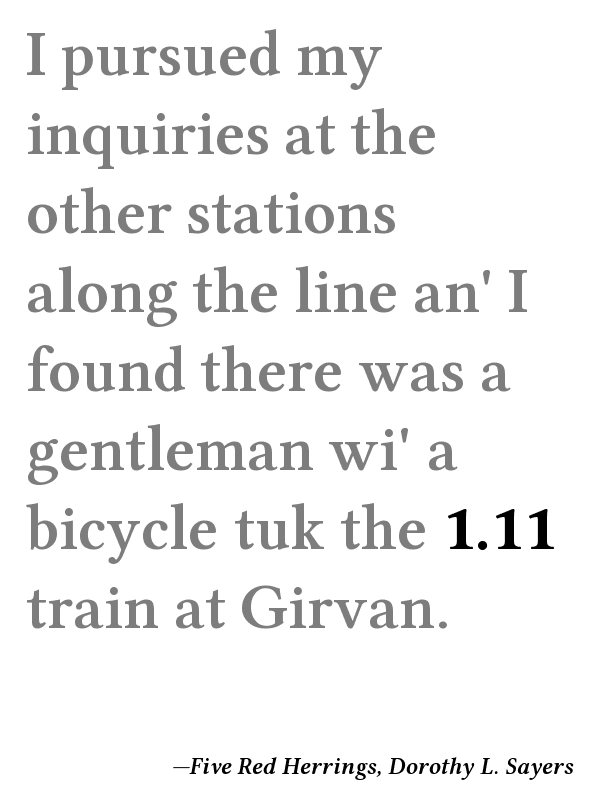 I pursued my
inquiries at the
other stations
along the line an' I
found there was a
gentleman wi' a
bicycle tuk the 1.11
train at Girvan.
—Five Red Herrings, Dorothy L. Sayers